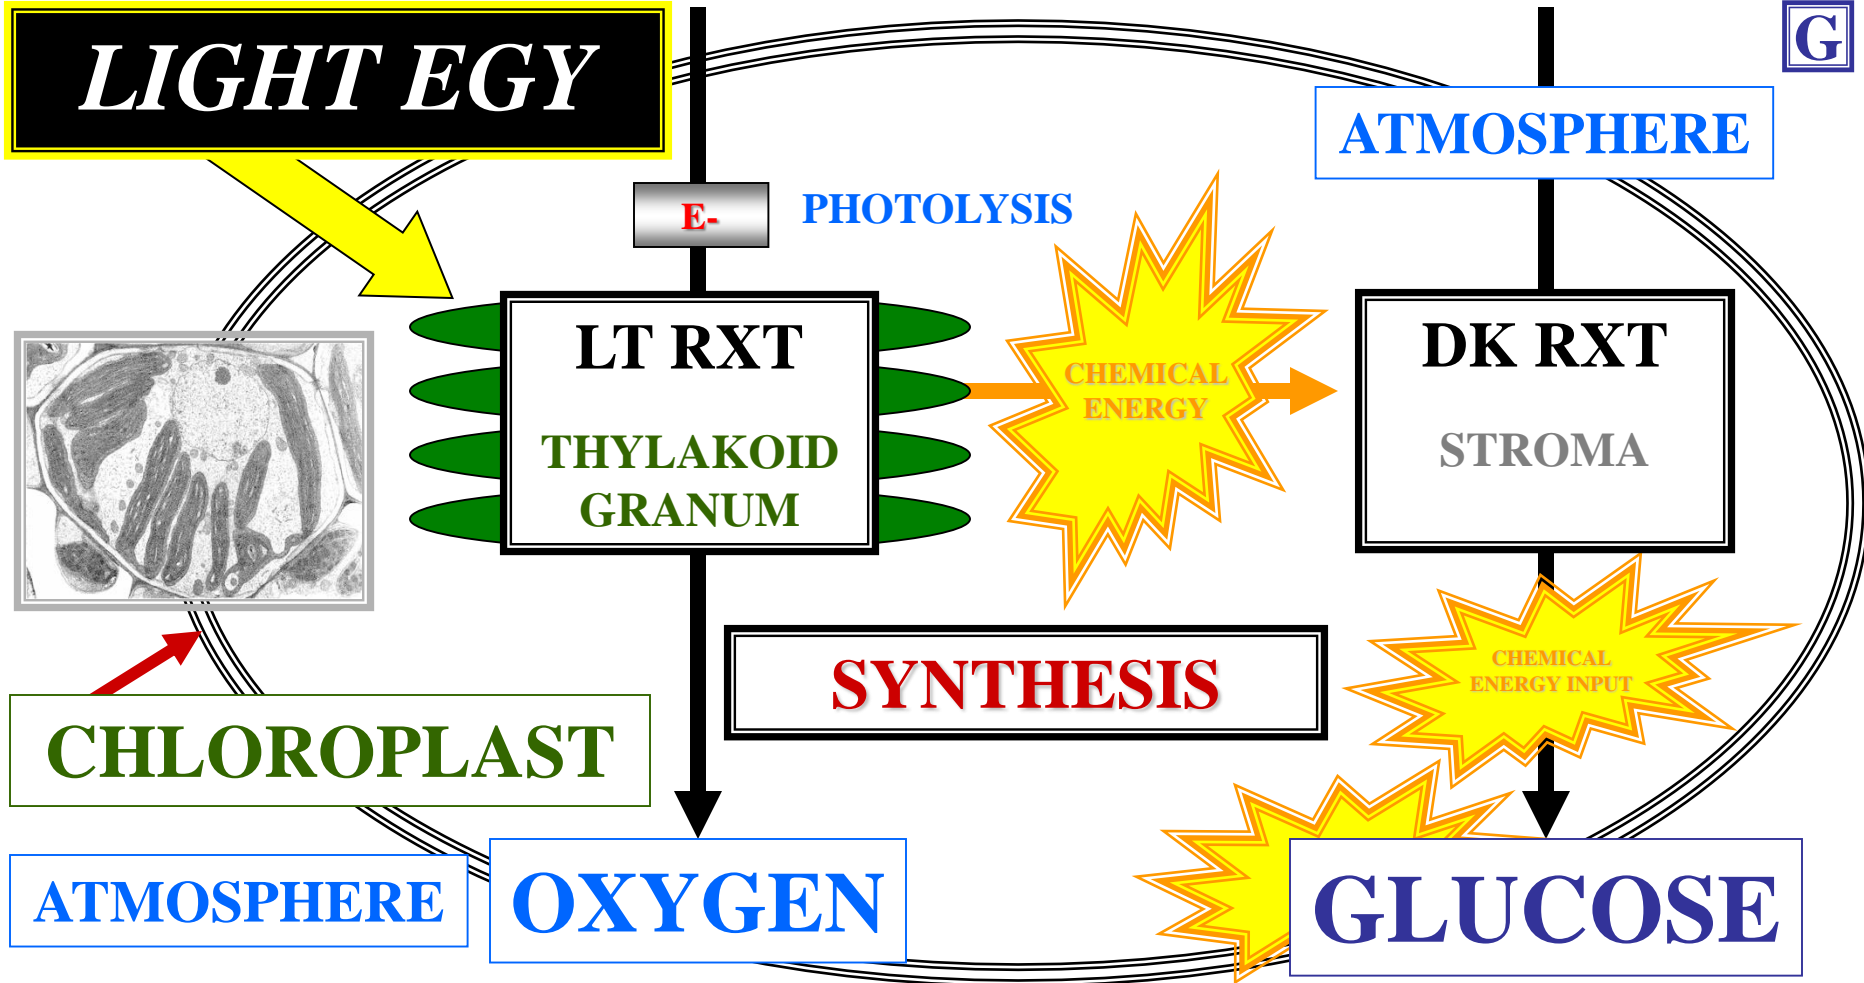 LIGHT EGY
G
ATMOSPHERE
E-
PHOTOLYSIS
LT RXT
THYLAKOID
GRANUM
CHEMICAL
ENERGY
DK RXT
STROMA
SYNTHESIS
CHEMICAL
ENERGY INPUT
CHLOROPLAST
ATMOSPHERE
OXYGEN
GLUCOSE